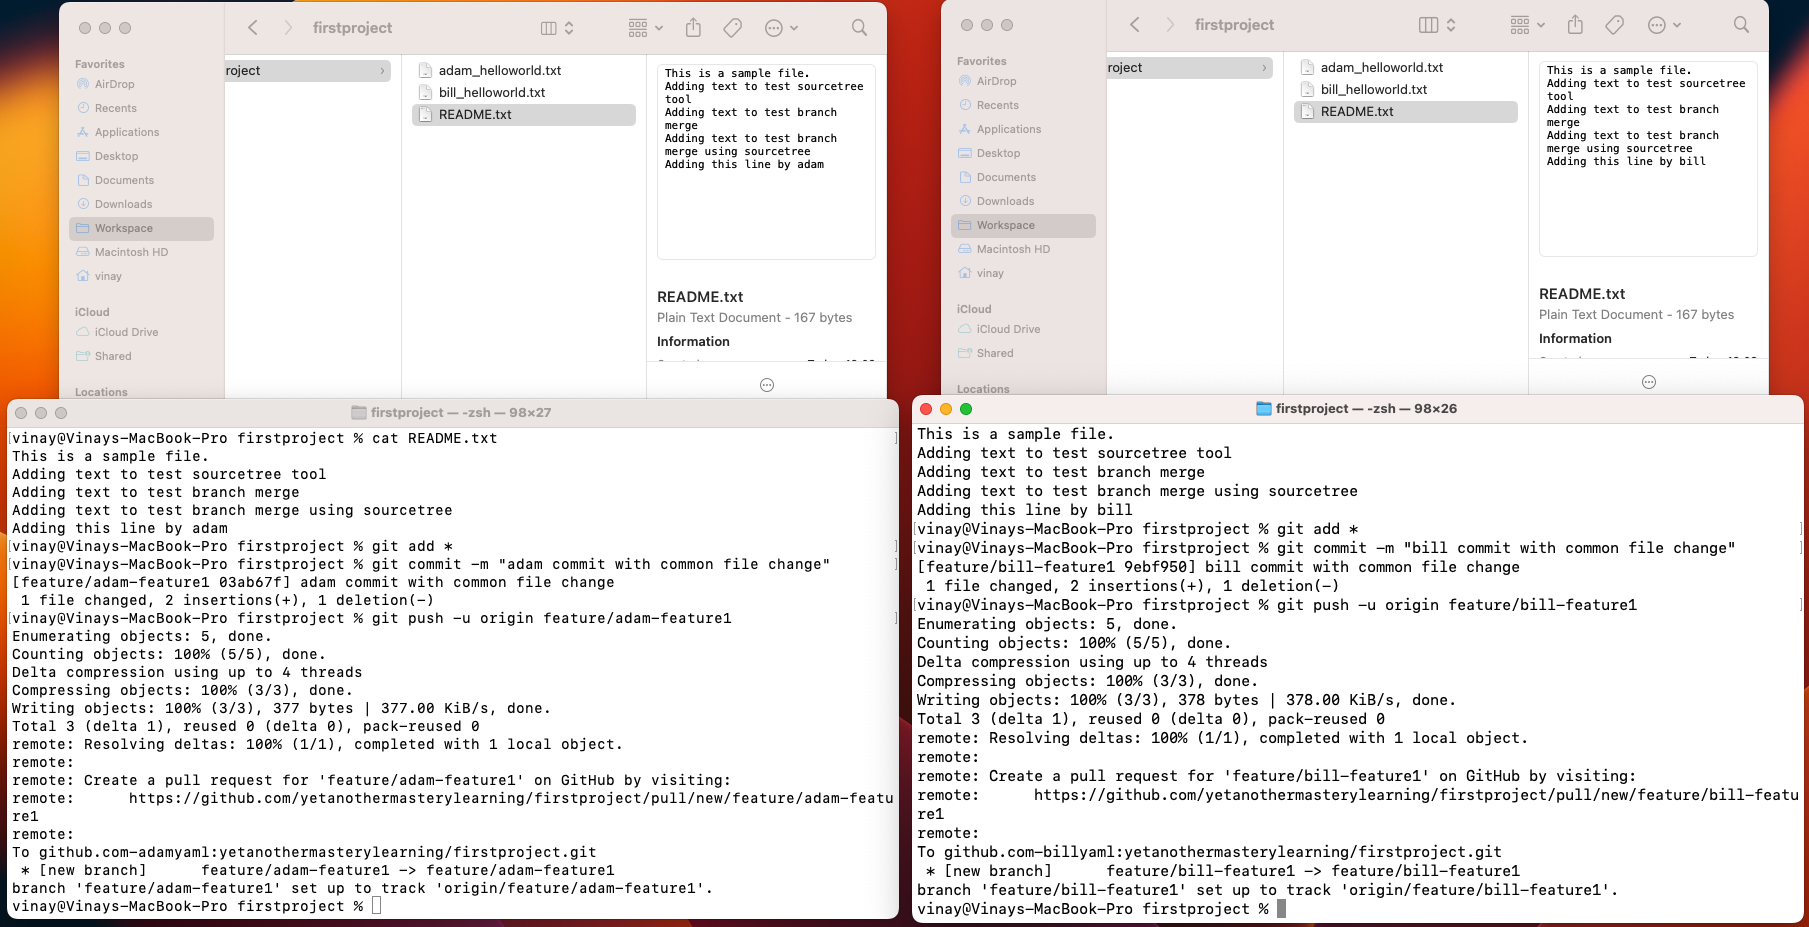 firstproject
Favorites
AirDrop
Recents
Applications
Desktop
Documents
Downloads
Workspace
Macintosh HD
vinay
iCloud
iCloud Drive
Shared
Locations
roject
adam_helloworld.txt
bill_helloworld.txt
README.txt
This is a sample file.
Adding text to test sourcetree
tool
Adding text to test branch
merge
Adding text to test branch
merge using sourcetree
Adding this line by adam
README.txt
Plain Text Document - 167 bytes
Information
firstproject
Favorites
AirDrop
Recents
Applications
Desktop
Documents
Downloads
Workspace
Macintosh HD
vinay
iCloud
iCloud Drive
Shared
Locations
roject
adam_helloworld.txt
bill_helloworld.txt
README.txt
This is a sample file.
Adding text to test sourcetree
tool
Adding text to test branch
merge
Adding text to test branch
merge using sourcetree
Adding this line by bill
README.txt
Plain Text Document - 167 bytes
Information
firstproject — -zsh — 98×27
[vinay@Vinays-MacBook-Pro firstproject % cat README.txt ]
This is a sample file.
Adding text to test sourcetree tool
Adding text to test branch merge
Adding text to test branch merge using sourcetree
Adding this line by adam
[vinay@Vinays-MacBook-Pro firstproject % git add * ]
[vinay@Vinays-MacBook-Pro firstproject % git commit -m "adam commit with common file change" ]
[feature/adam-feature1 03ab67f] adam commit with common file change
1 file changed, 2 insertions(+), 1 deletion(-)
[vinay@Vinays-MacBook-Pro firstproject % git push -u origin feature/adam-feature1 ]
Enumerating objects: 5, done.
Counting objects: 100% (5/5), done.
Delta compression using up to 4 threads
Compressing objects: 100% (3/3), done.
Writing objects: 100% (3/3), 377 bytes | 377.00 KiB/s, done.
Total 3 (delta 1), reused 0 (delta 0), pack-reused 0
remote: Resolving deltas: 100% (1/1), completed with 1 local object.
remote:
remote: Create a pull request for 'feature/adam-feature1' on GitHub by visiting:
remote:      https://github.com/yetanothermasterylearning/firstproject/pull/new/feature/adam-featu
re1
remote:
To github.com-adamyaml:yetanothermasterylearning/firstproject.git
* [new branch]      feature/adam-feature1 -> feature/adam-feature1
branch 'feature/adam-feature1' set up to track 'origin/feature/adam-feature1'.
vinay@Vinays-MacBook-Pro firstproject %
firstproject — -zsh — 98×26
This is a sample file.
Adding text to test sourcetree tool
Adding text to test branch merge
Adding text to test branch merge using sourcetree
Adding this line by bill
[vinay@Vinays-MacBook-Pro firstproject % git add * ]
[vinay@Vinays-MacBook-Pro firstproject % git commit -m "bill commit with common file change" ]
[feature/bill-feature1 9ebf950] bill commit with common file change
1 file changed, 2 insertions(+), 1 deletion(-)
[vinay@Vinays-MacBook-Pro firstproject % git push -u origin feature/bill-feature1 ]
Enumerating objects: 5, done.
Counting objects: 100% (5/5), done.
Delta compression using up to 4 threads
Compressing objects: 100% (3/3), done.
Writing objects: 100% (3/3), 378 bytes | 378.00 KiB/s, done.
Total 3 (delta 1), reused 0 (delta 0), pack-reused 0
remote: Resolving deltas: 100% (1/1), completed with 1 local object.
remote:
remote: Create a pull request for 'feature/bill-feature1' on GitHub by visiting:
remote:      https://github.com/yetanothermasterylearning/firstproject/pull/new/feature/bill-featu
re1
remote:
To github.com-billyaml:yetanothermasterylearning/firstproject.git
* [new branch]      feature/bill-feature1 -> feature/bill-feature1
branch 'feature/bill-feature1' set up to track 'origin/feature/bill-feature1'.
vinay@Vinays-MacBook-Pro firstproject %